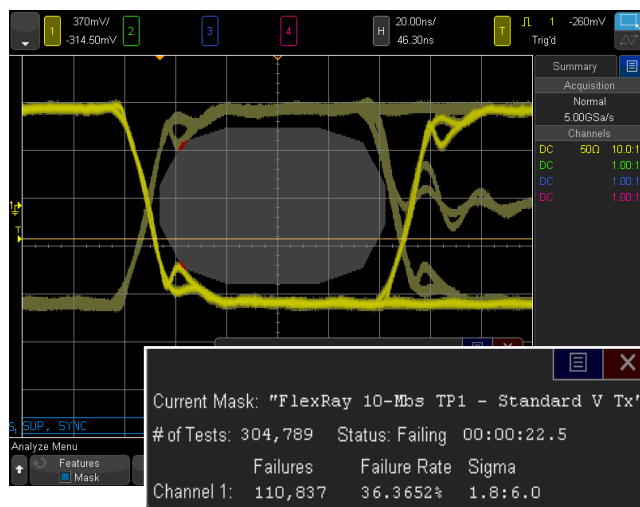 1 370mV/ 2 3 4 H 20.00ns/ T 1 -260mV
-314.50mV 46.30ns Trig'd
Summary
Acquisition
Normal
5.00GSa/s
Channels
DC 50Ω 10.0:1
DC 1.00:1
DC 1.00:1
DC 1.00:1
1
T
S₁ SUP, SYNC
Analyze Menu
Features
Mask
Current Mask: "FlexRay 10-Mbs TP1 - Standard V Tx"
# of Tests: 304,789 Status: Failing 00:00:22.5
Failures Failure Rate Sigma
Channel 1: 110,837 36.3652% 1.8:6.0